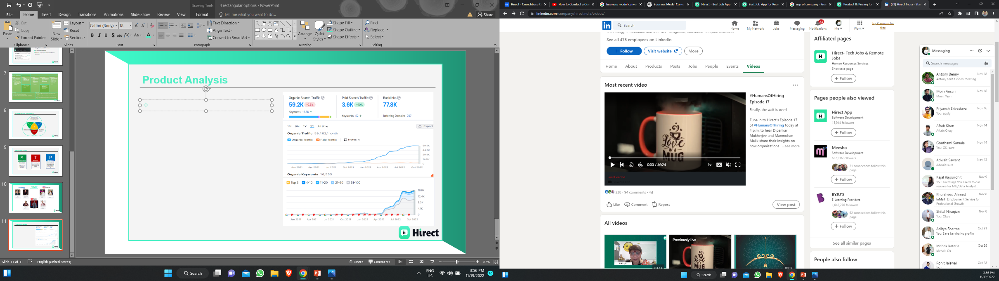 Drawing Tools
4 rectangular options - PowerPoint
File
Home
Insert
Design
Transitions
Animations
Slide Show
Review
View
Format
Tell me what you want to do...
Share
Paste
Cut
Copy
Format Painter
Clipboard
New Slide
Layout
Reset
Section
Slides
Calibri (Body)
18
Font
Text Direction
Align Text
Convert to SmartArt
Paragraph
Arrange
Quick Styles
Shape Fill
Shape Outline
Shape Effects
Drawing
Find
Replace
Select
Editing
7
8
9
S T P
10
11
Product Analysis
Organic Search Traffic
59.2K -0.6%
Keywords 16.6K ↑
Paid Search Traffic
3.6K +10%
Keywords 52 ↑
Backlinks
77.8K
Referring Domains 767
1M 6M 1Y 2Y All time
Export
Organic Traffic 59,162/month
Organic Traffic Paid Traffic Notes
59.5K
44.7K
29.8K
14.9K
0
Jan 2021 Apr 2021 Jul 2021 Oct 2021 Jan 2022 Apr 2022 Jul 2022 Oct 2022
Organic Keywords 16,553
Top 3 4-10 11-20 21-50 51-100
16.6K
12.4K
8.3K
4.1K
0
Jan 2021 Apr 2021 Jul 2021 Oct 2021 Jan 2022 Apr 2022 Jul 2022 Oct 2022
Hirect
Slide 11 of 11
English (United States)
Notes
Comments
87%
Search
ENG
US
3:56 PM
11/19/2022
12
Hirect - Crunchbase C
How to Conduct a Co
business model canva
Business Model Canva
Hirect - Best Job App
Best Job App for Recr
usp of company - Goo
Product & Pricing for
(23) Hirect India - Star
linkedin.com/company/hirectindia/videos/
Search
Home
My Network
Jobs
Messaging
23
Notifications
Me
Work
Try Premium for
free
See all 478 employees on LinkedIn
+ Follow
Visit website
More
Home
About
Products
Posts
Jobs
People
Events
Videos
Most recent video
0:00 / 46:24
1x
CC
Event ended
LinkedIn Live
Love
IN A
MUG
#HumansOfHiring -
Episode 17
Finally, the wait is over!
Tune in to Hirect's Episode 17
of #HumansOfHiring today at
4 p.m. to hear Dipankar
Mukherjee and Manmohan
Malik share their insights on
how organizations ...see more
238 · 94 comments · 4d
Like
Comment
Repost
View post
All videos
03:43
Previously live
00:12
Affiliated pages
Hirect- Tech Jobs & Remote
Jobs
Human Resources Services
Showcase page
+ Follow
Pages people also viewed
Hirect App
Software Development
15,944 followers
+ Follow
Meesho
Software Development
627,536 followers
31 connections follow this
page
+ Follow
BYJU'S
E-Learning Providers
1,643,276 followers
62 connections follow this
page
+ Follow
See all similar pages
People also follow
Messaging
Search messages
Antony Benny Nov 18
Antony sent a video meeting
Moin Ansari Nov 18
Moin: Yeah
Priyansh Srivastava Nov 16
You: apply
Aftab Khan Nov 14
Aftab: Okay
Gouthami Samala Nov 14
You: OK, sure
Adwait Sawant Nov 13
Adwait: sure
Kajal Rajpurohit Nov 9
You: Greetings You asked to dm
resume for MIS/Data Analyst...
Khursheed Ahmed Nov 8
InMail Employment Service for
Professional Growth
Shital Niranjan Nov 8
You: Okay
Aditya Sharma Oct 31
You: Save kar rha hu profile
Mehak Kataria Oct 28
Mehak: Ok
Rohit Jaiswal Oct 28
You:
Search
3:56 PM
11/19/2022